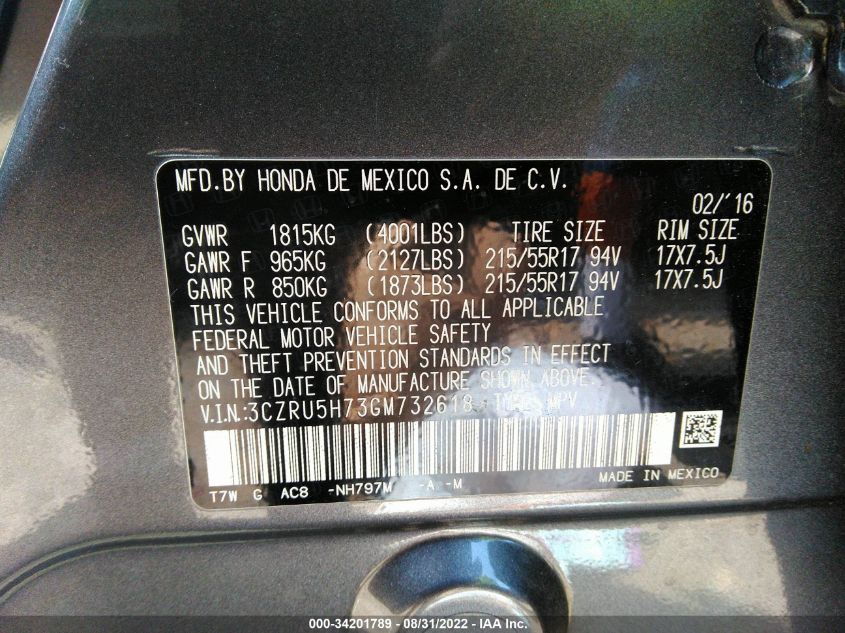 MFD.BY HONDA DE MEXICO S.A. DE C.V.
02/'16
GVWR 1815KG (4001LBS) TIRE SIZE RIM SIZE
GAWR F 965KG (2127LBS) 215/55R17 94V 17X7.5J
GAWR R 850KG (1873LBS) 215/55R17 94V 17X7.5J
THIS VEHICLE CONFORMS TO ALL APPLICABLE
FEDERAL MOTOR VEHICLE SAFETY
AND THEFT PREVENTION STANDARDS IN EFFECT
ON THE DATE OF MANUFACTURE SHOWN ABOVE.
V.I.N.:3CZRU5H73GM732618 TYPE: MPV
MADE IN MEXICO
T7W G AC8 -NH797M -A -M
000-34201789 - 08/31/2022 - IAA Inc.